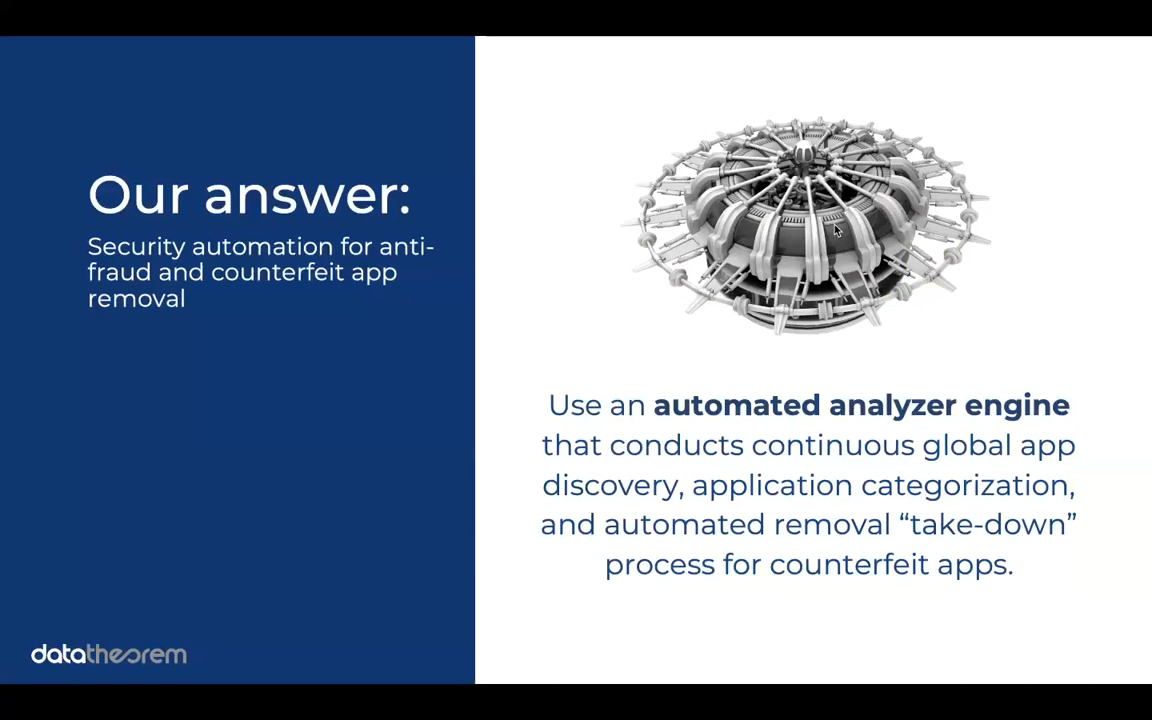 Our answer:
Security automation for anti-
fraud and counterfeit app
removal
Use an automated analyzer engine
that conducts continuous global app
discovery, application categorization,
and automated removal “take-down”
process for counterfeit apps.
datatheorem